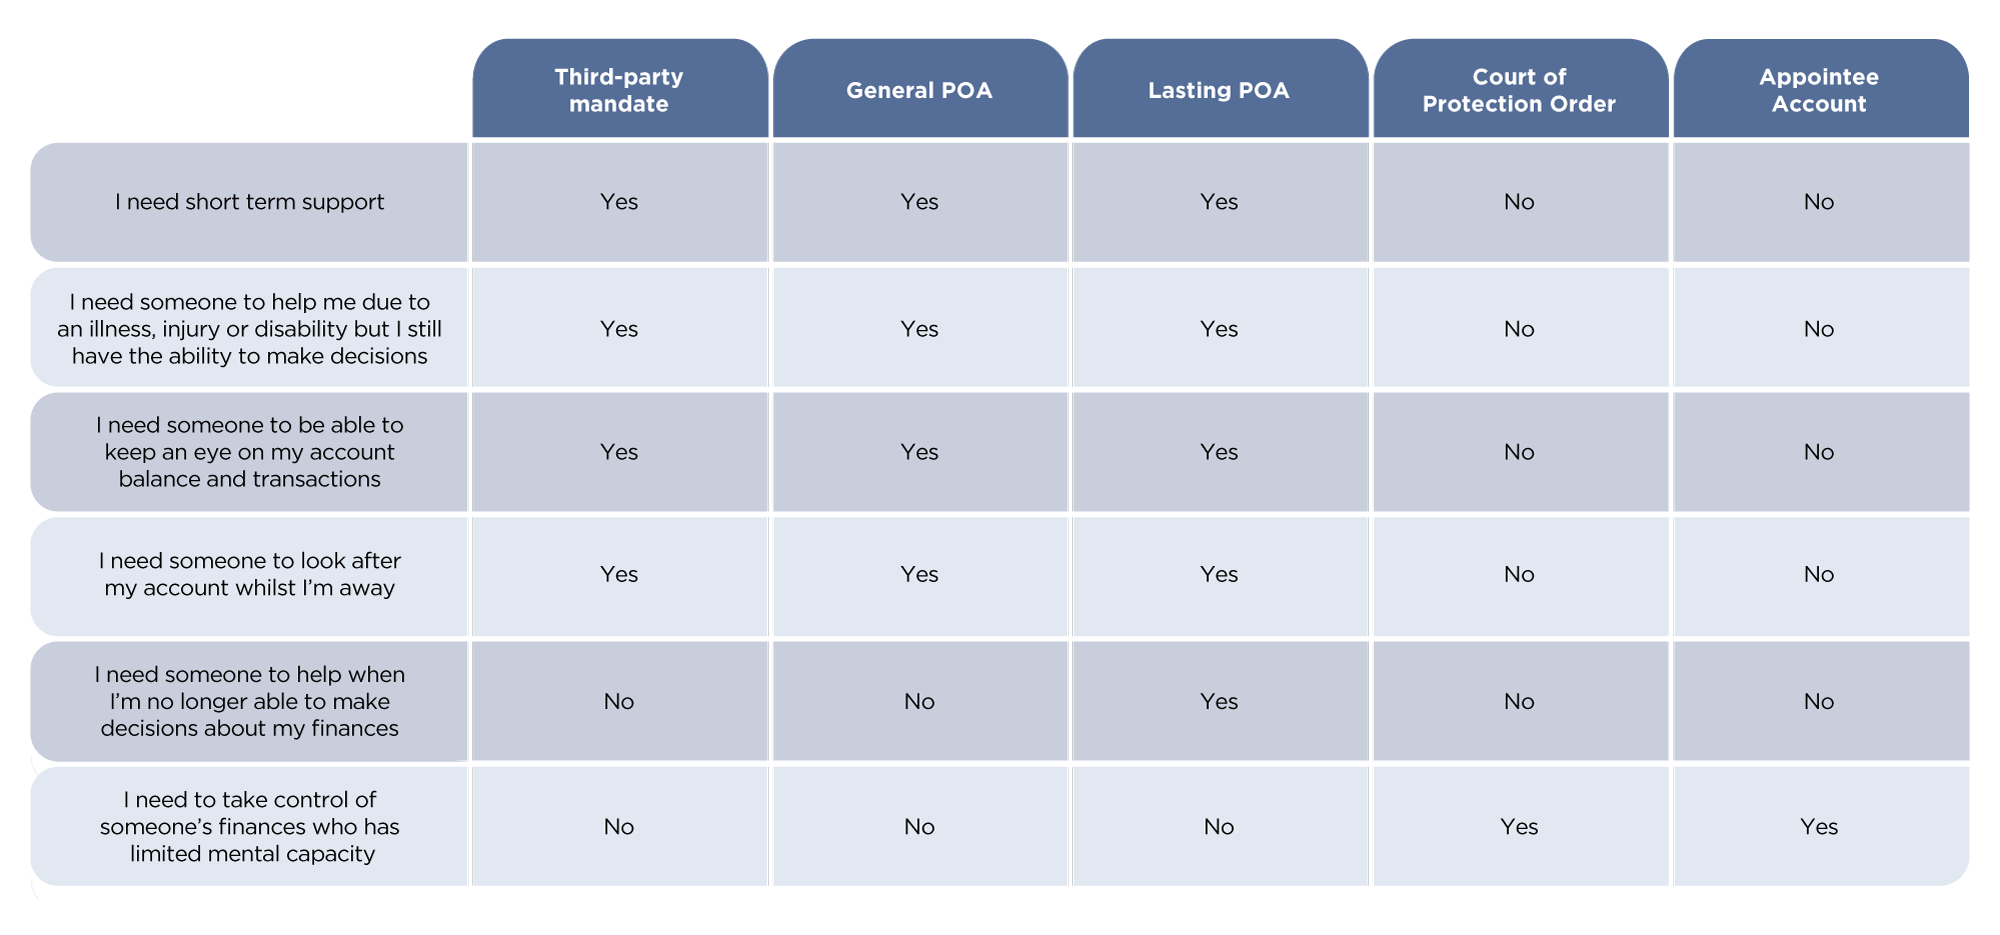 Third-party
mandate
General POA
Lasting POA
Court of
Protection Order
Appointee
Account
I need short term support
Yes
Yes
Yes
No
No
I need someone to help me due to
an illness, injury or disability but I still
have the ability to make decisions
Yes
Yes
Yes
No
No
I need someone to be able to
keep an eye on my account
balance and transactions
Yes
Yes
Yes
No
No
I need someone to look after
my account whilst I’m away
Yes
Yes
Yes
No
No
I need someone to help when
I’m no longer able to make
decisions about my finances
No
No
Yes
No
No
I need to take control of
someone’s finances who has
limited mental capacity
No
No
No
Yes
Yes